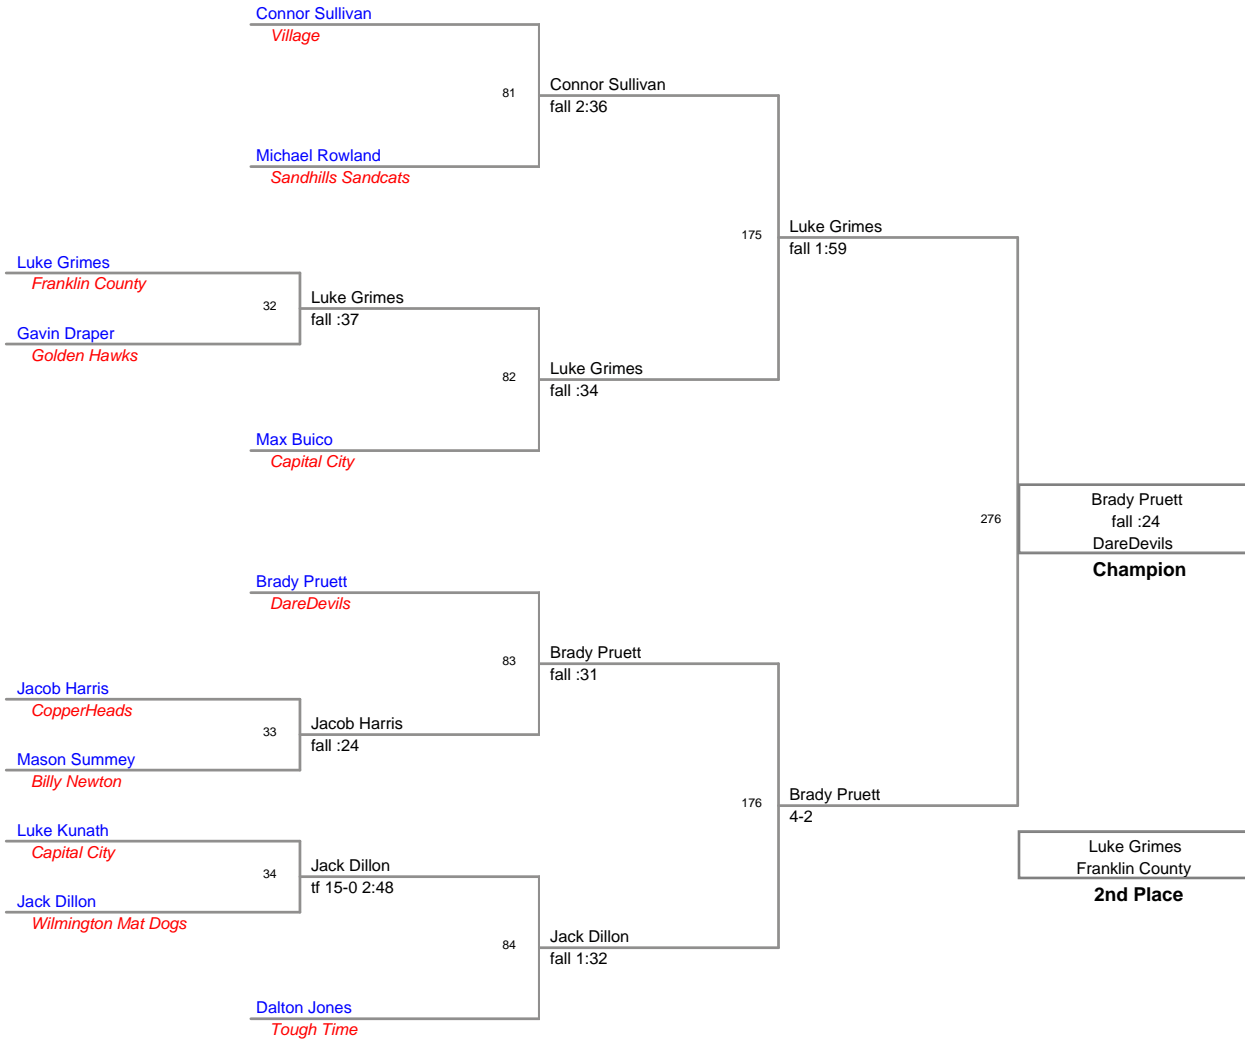 Connor Sullivan
Village
81
Connor Sullivan
fall 2:36
Michael Rowland
Sandhills Sandcats
175
Luke Grimes
fall 1:59
Luke Grimes
Franklin County
32
Luke Grimes
fall :37
Gavin Draper
Golden Hawks
82
Luke Grimes
fall :34
Max Buico
Capital City
276
Brady Pruett
fall :24
DareDevils
Champion
Brady Pruett
DareDevils
83
Brady Pruett
fall :31
Jacob Harris
CopperHeads
33
Jacob Harris
fall :24
Mason Summey
Billy Newton
176
Brady Pruett
4-2
Luke Kunath
Capital City
34
Jack Dillon
tf 15-0 2:48
Jack Dillon
Wilmington Mat Dogs
Luke Grimes
Franklin County
2nd Place
84
Jack Dillon
fall 1:32
Dalton Jones
Tough Time